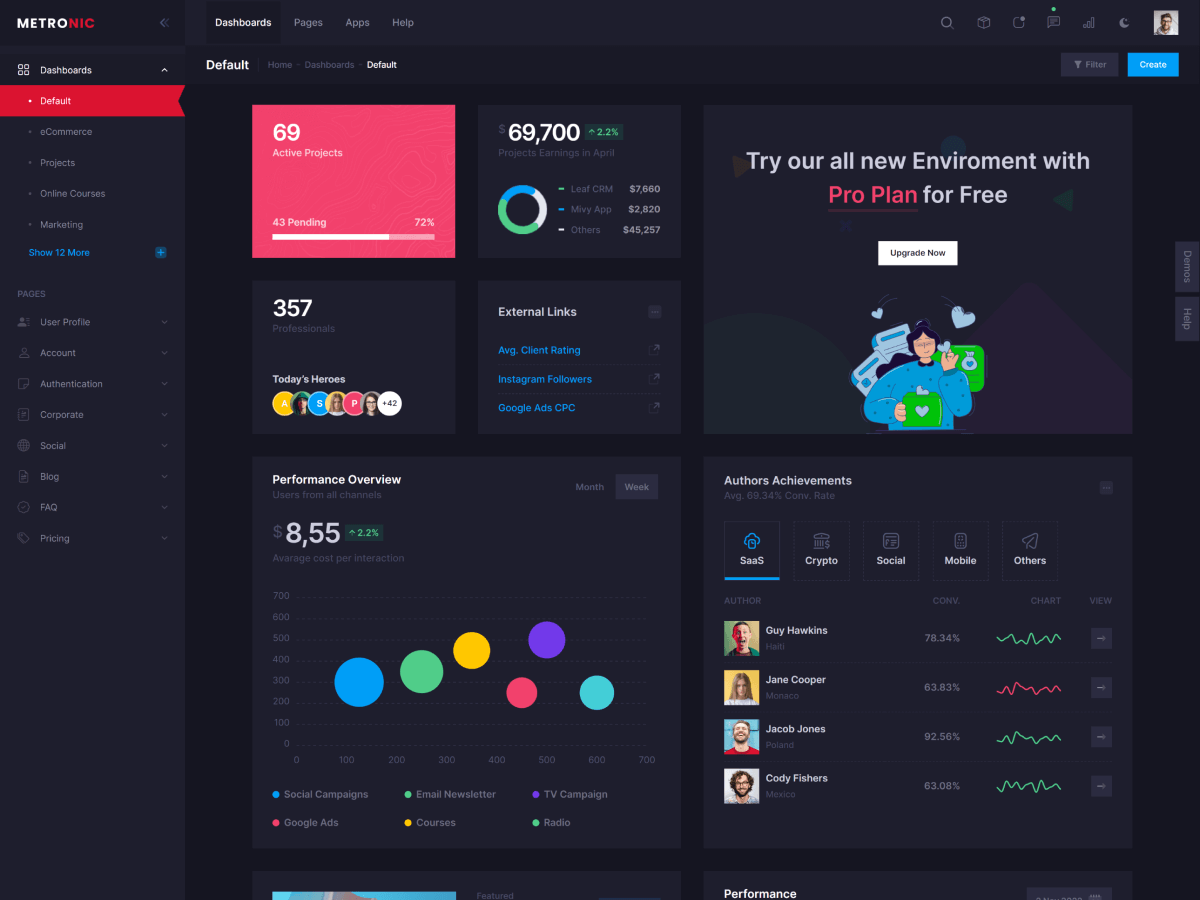 METRONIC
Dashboards
Pages
Apps
Help
Dashboards
Default
eCommerce
Projects
Online Courses
Marketing
Show 12 More
PAGES
User Profile
Account
Authentication
Corporate
Social
Blog
FAQ
Pricing
Default
Home - Dashboards - Default
Filter
Create
69
Active Projects
43 Pending 72%
$69,700 2.2%
Projects Earnings in April
Leaf CRM $7,660
Mivy App $2,820
Others $45,257
Try our all new Enviroment with
Pro Plan for Free
Upgrade Now
Demos
Help
357
Professionals
Today's Heroes
A
S
P
+42
External Links
Avg. Client Rating
Instagram Followers
Google Ads CPC
Performance Overview
Users from all channels
Month
Week
$8,55 2.2%
Avarage cost per interaction
700
600
500
400
300
200
100
0
0 100 200 300 400 500 600 700
Social Campaigns Email Newsletter TV Campaign
Google Ads Courses Radio
Authors Achievements
Avg. 69.34% Conv. Rate
SaaS
Crypto
Social
Mobile
Others
AUTHOR CONV. CHART VIEW
Guy Hawkins
Haiti
78.34%
Jane Cooper
Monaco
63.83%
Jacob Jones
Poland
92.56%
Cody Fishers
Mexico
63.08%
Featured
Performance